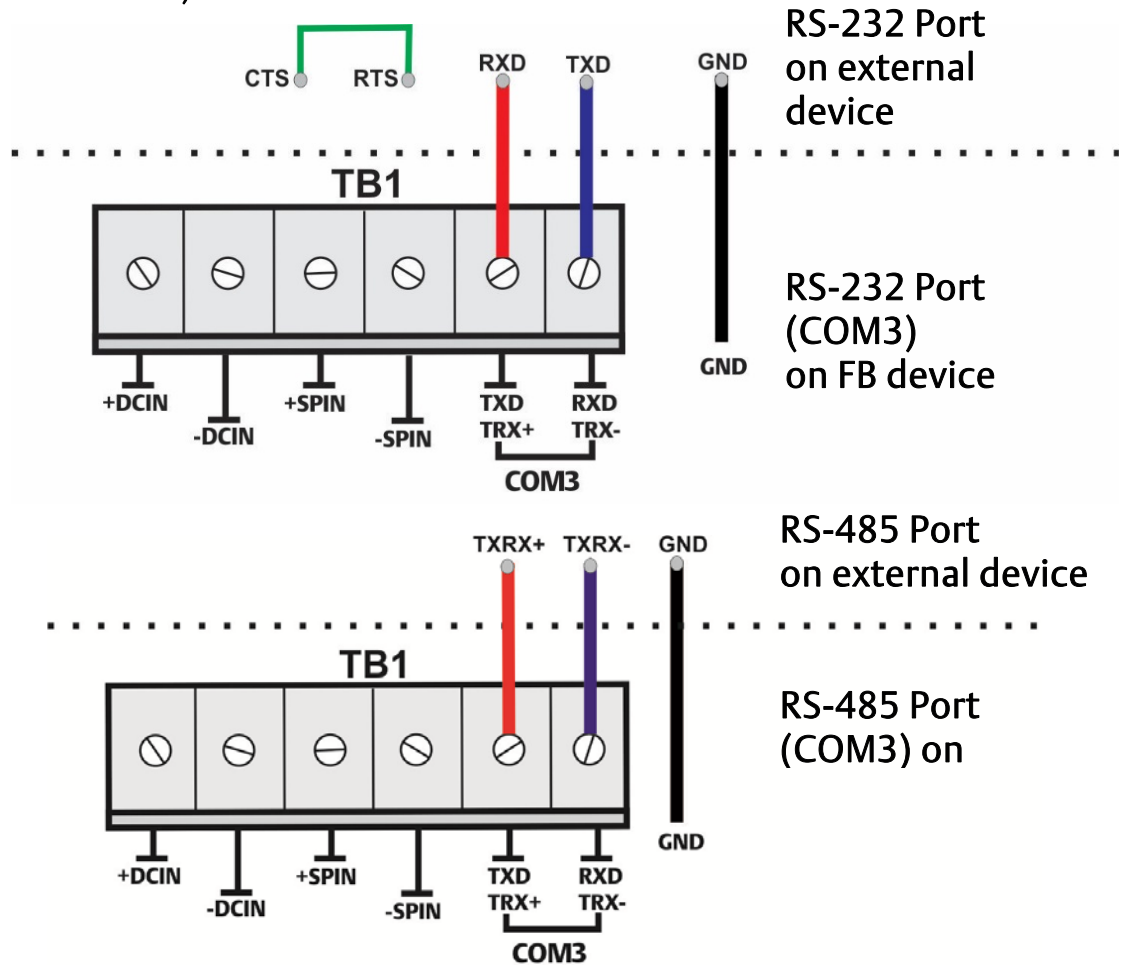 RS-232 Port
on external
device
CTS RTS RXD TXD GND
TB1
RS-232 Port
(COM3)
on FB device
GND
+DCIN -DCIN +SPIN -SPIN TXD RXD
TRX+ TRX-
COM3
RS-485 Port
on external device
TXRX+ TXRX- GND
TB1
RS-485 Port
(COM3) on
GND
+DCIN -DCIN +SPIN -SPIN TXD RXD
TRX+ TRX-
COM3